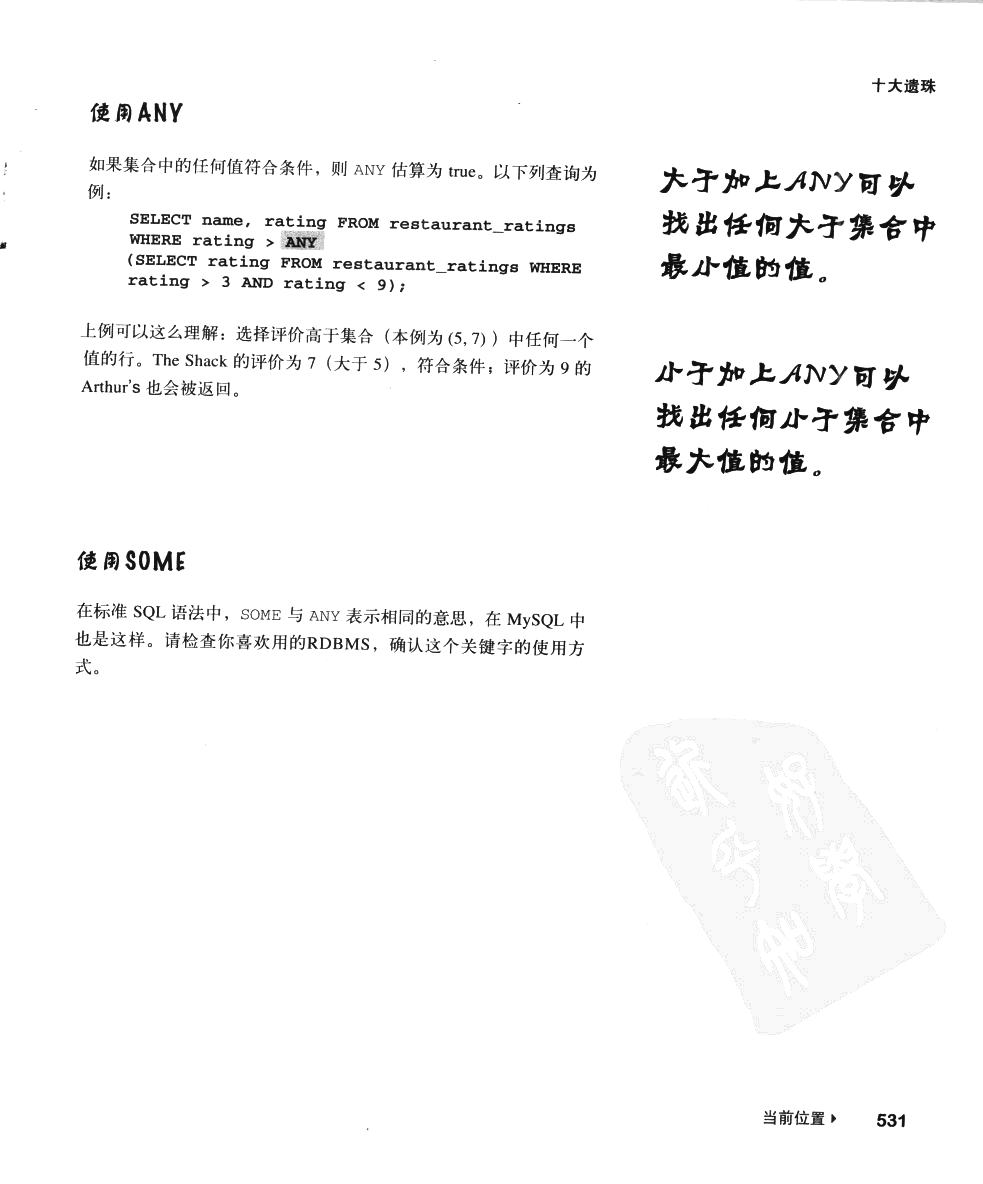 十大遗珠
使用ANY
如果集合中的任何值符合条件，则 ANY 估算为 true。以下列查询为
例：
SELECT name, rating FROM restaurant_ratings
WHERE rating > ANY
(SELECT rating FROM restaurant_ratings WHERE
rating > 3 AND rating < 9);
上例可以这么理解：选择评价高于集合（本例为 (5, 7) ）中任何一个
值的行。The Shack 的评价为 7（大于 5），符合条件；评价为 9 的
Arthur's 也会被返回。
大于加上ANY可以
找出任何大于集合中
最小值的值。
小于加上ANY可以
找出任何小于集合中
最大值的值。
使用SOME
在标准 SQL 语法中，SOME 与 ANY 表示相同的意思，在 MySQL 中
也是这样。请检查你喜欢用的RDBMS，确认这个关键字的使用方
式。
当前位置 531